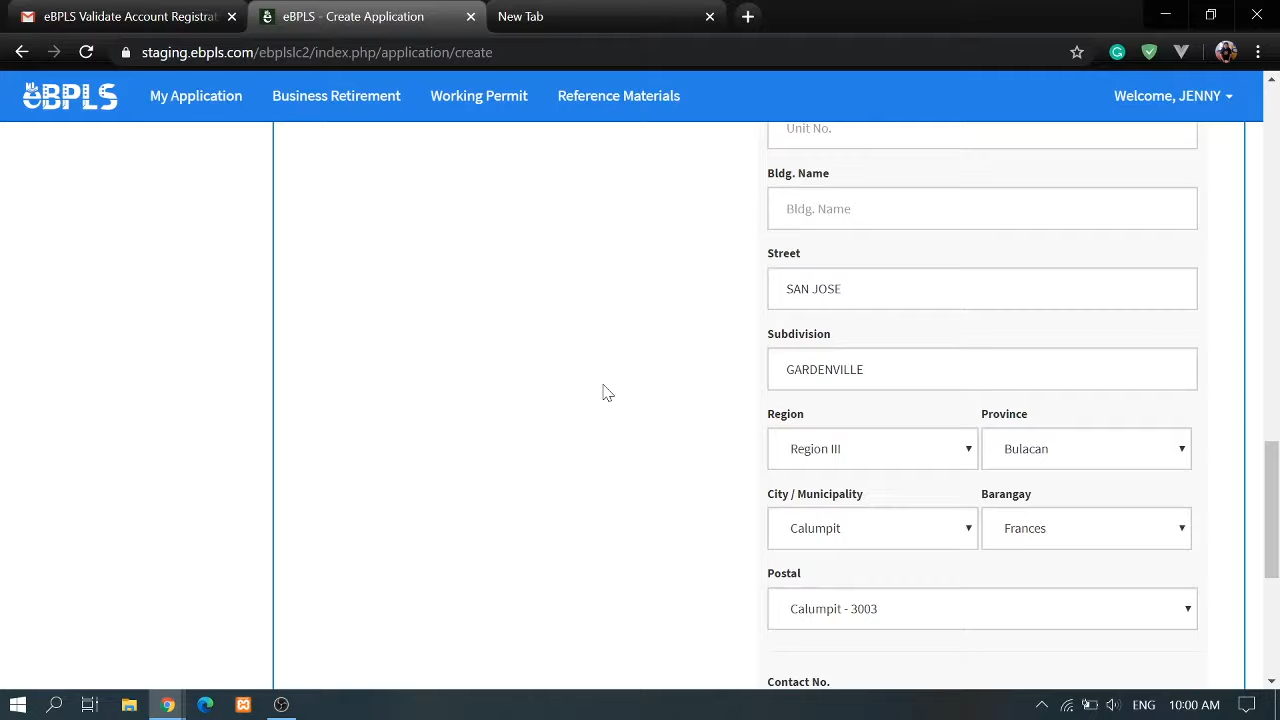 eBPLS Validate Account Registrat
eBPLS - Create Application
New Tab
staging.ebpls.com/ebplslc2/index.php/application/create
eBPLS
My Application
Business Retirement
Working Permit
Reference Materials
Welcome, JENNY
Unit No.
Bldg. Name
Bldg. Name
Street
SAN JOSE
Subdivision
GARDENVILLE
Region
Province
Region III
Bulacan
City / Municipality
Barangay
Calumpit
Frances
Postal
Calumpit - 3003
Contact No.
ENG
10:00 AM